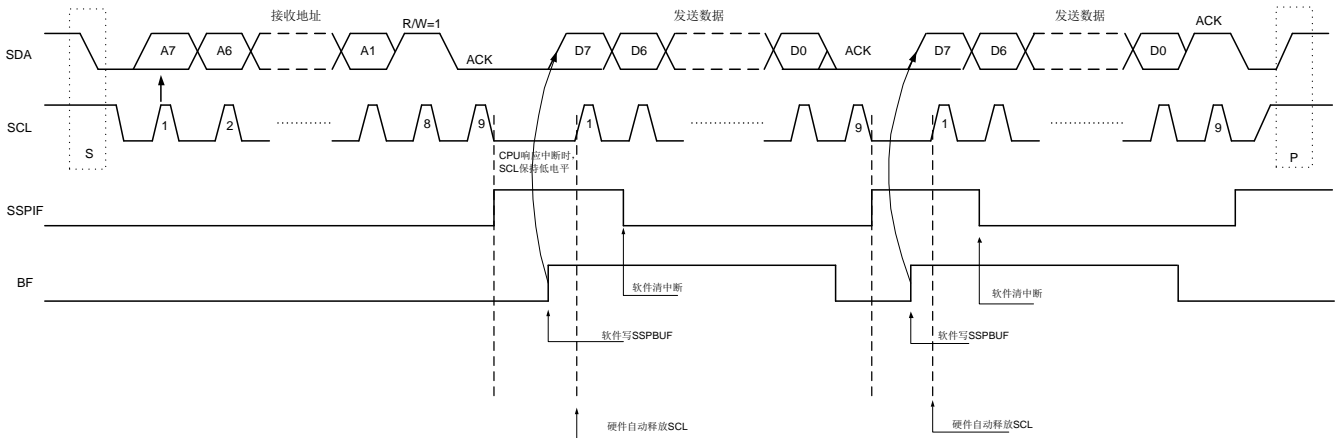 接收地址
发送数据
发送数据
SDA
A7
A6
A1
R/W=1
ACK
D7
D6
D0
ACK
D7
D6
D0
ACK
SCL
1
2
8
9
1
9
1
9
S
P
CPU响应中断时,
SCL保持低电平
SSPIF
BF
软件清中断
软件清中断
软件写SSPBUF
软件写SSPBUF
硬件自动释放SCL
硬件自动释放SCL